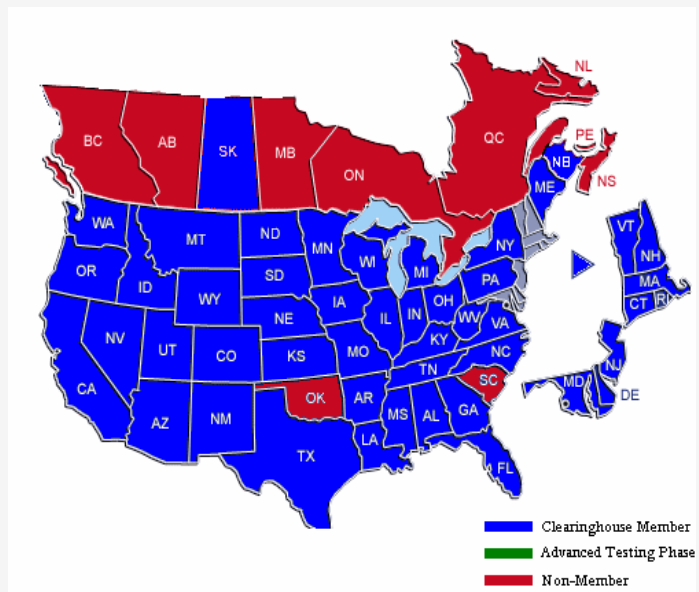 NL
BC
AB
SK
MB
ON
QC
PE
NB
NS
ME
WA
MT
ND
MN
WI
MI
NY
VT
NH
MA
CT
RI
OR
ID
SD
WY
IA
NE
IL
IN
OH
PA
WV
VA
NV
UT
CO
KS
MO
KY
NC
NJ
MD
DE
CA
AZ
NM
OK
AR
TN
SC
MS
AL
GA
TX
LA
FL
Clearinghouse Member
Advanced Testing Phase
Non-Member